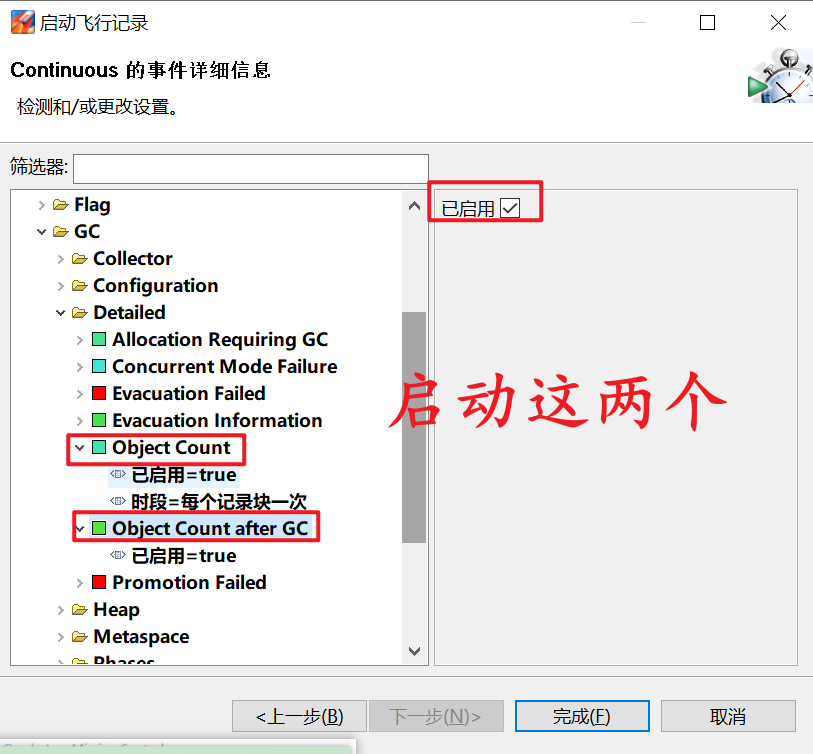 启动飞行记录
Continuous 的事件详细信息
检测和/或更改设置。
筛选器:
Flag
GC
Collector
Configuration
Detailed
Allocation Requiring GC
Concurrent Mode Failure
Evacuation Failed
Evacuation Information
Object Count
已启用=true
时段=每个记录块一次
Object Count after GC
已启用=true
Promotion Failed
Heap
Metaspace
Phases
已启用
启动这两个
<上一步(B)
下一步(N)>
完成(F)
取消